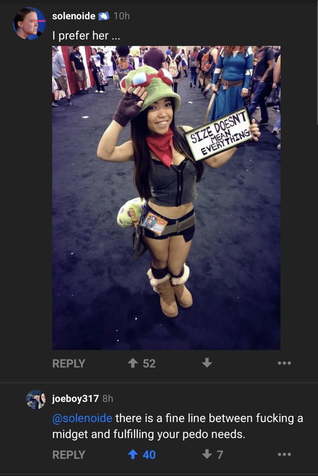 solenoide 10h
I prefer her ...
SIZE DOESN'T
MEAN
EVERYTHING
REPLY 52
joeboy317 8h
@solenoide there is a fine line between fucking a
midget and fulfilling your pedo needs.
REPLY 40 7